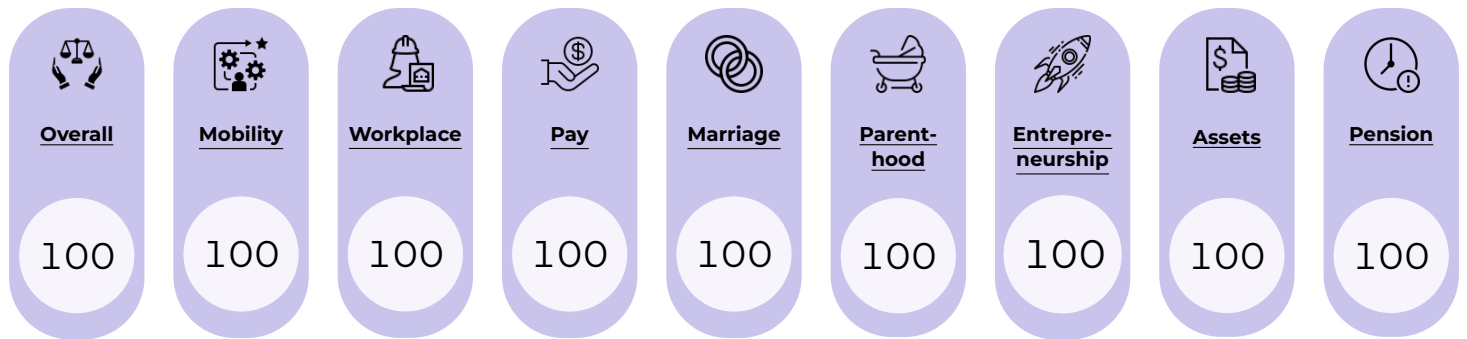 Overall
100
Mobility
100
Workplace
100
$
Pay
100
Marriage
100
Parent-
hood
100
Entrepre-
neurship
100
$
Assets
100
!
Pension
100